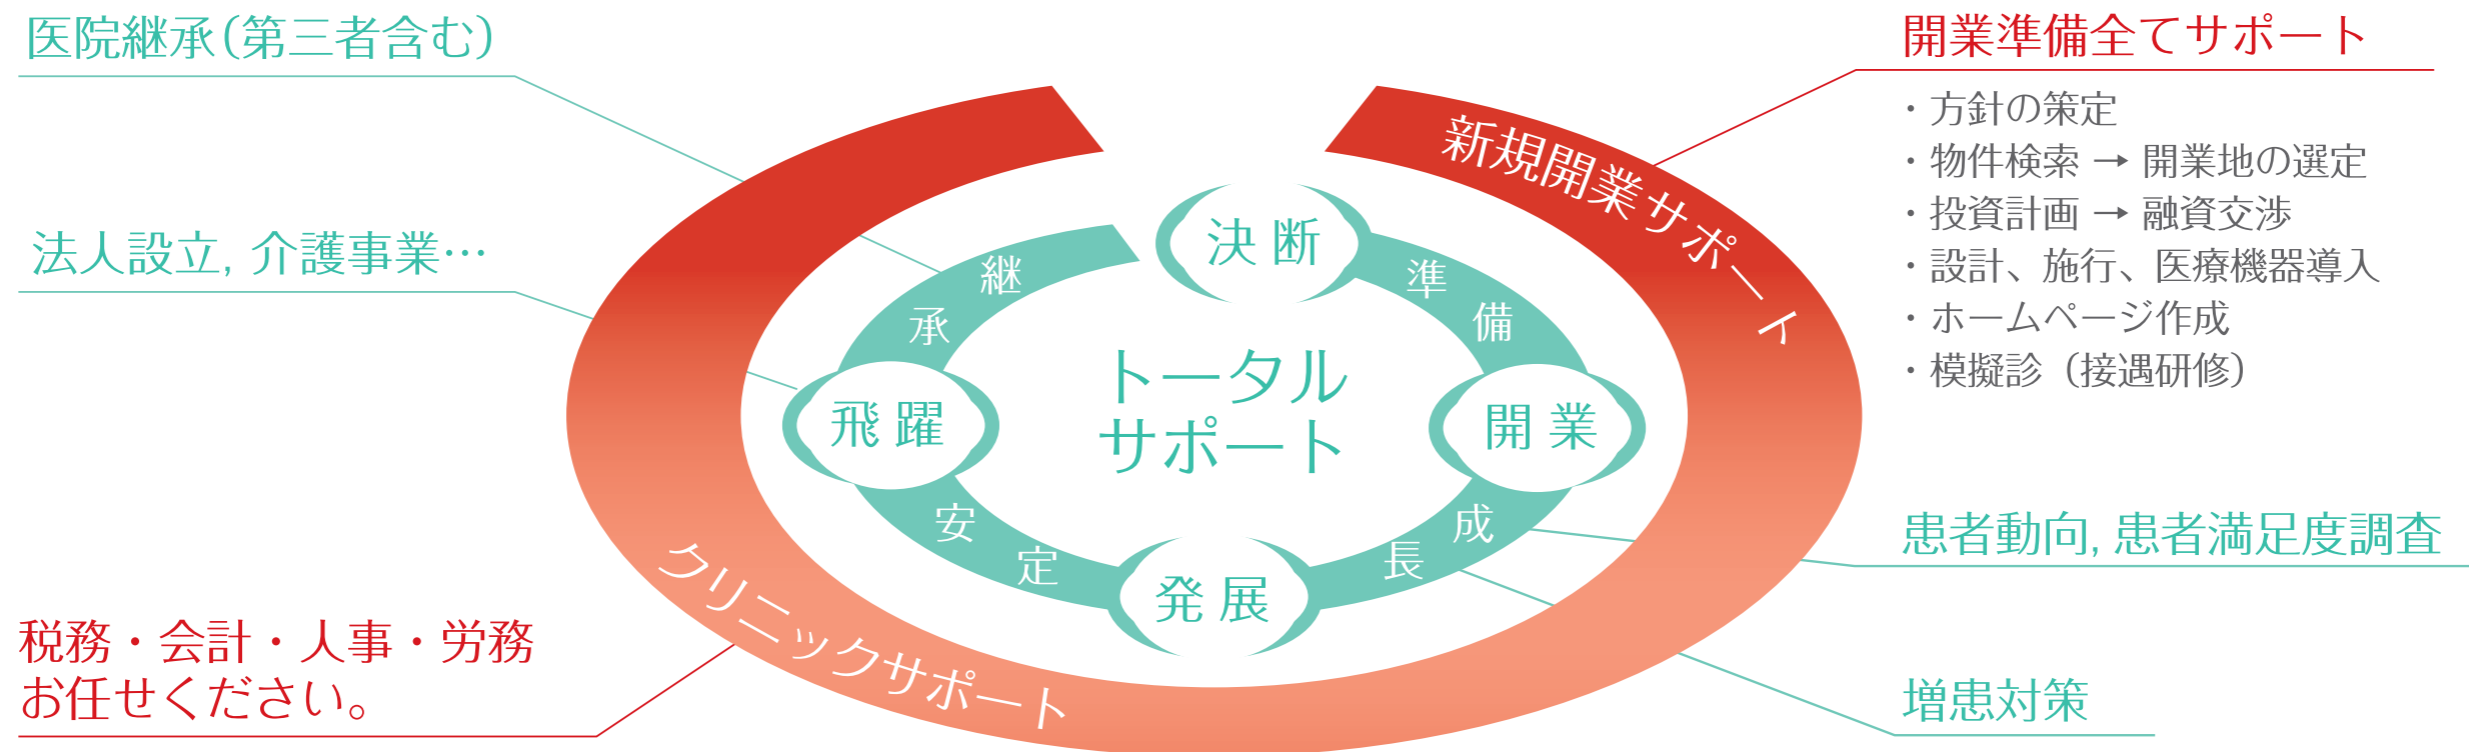 医院継承(第三者含む)
法人設立, 介護事業…
税務・会計・人事・労務
お任せください。
新規開業サポート
クリニックサポート
決断
準備
開業
成長
発展
安定
飛躍
継承
トータル
サポート
開業準備全てサポート
・方針の策定
・物件検索 → 開業地の選定
・投資計画 → 融資交渉
・設計、施行、医療機器導入
・ホームページ作成
・模擬診（接遇研修）
患者動向, 患者満足度調査
増患対策